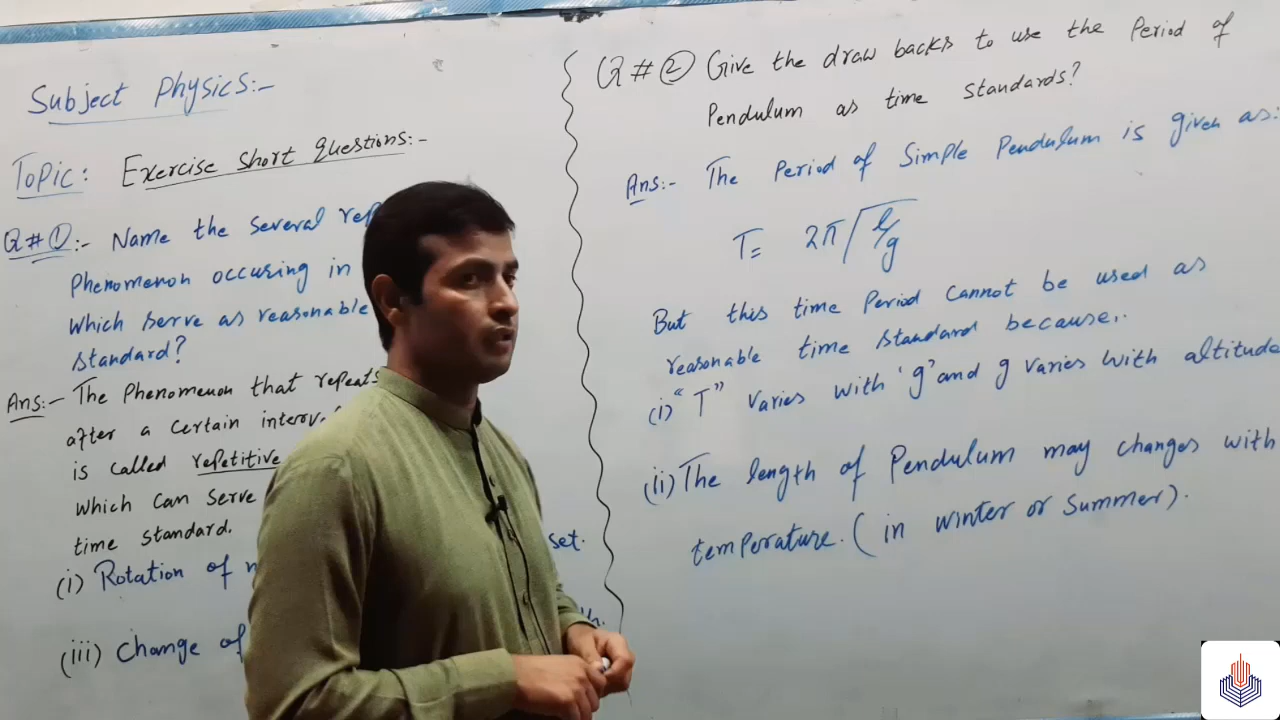 Subject Physics:-
Topic: Exercise Short Questions:-
Q#①:- Name the several
Phenomenon occuring in
which serve as reasonable
standard?
Ans:- The Phenomenon that repeats
after a certain
is called repetitive
which can serve
time standard.
(i) Rotation of
set.
(iii) Change of
Q#② Give the draw backs to use the Period of
Pendulum as time standards?
Ans:- The Period of Simple Pendulum is given as:
T= 2π√l/g
But this time Period cannot be used as
reasonable time standard because:.
(i) "T" varies with 'g' and g varies with altitude
(ii) The length of Pendulum may changes with
temperature. (in winter or summer).